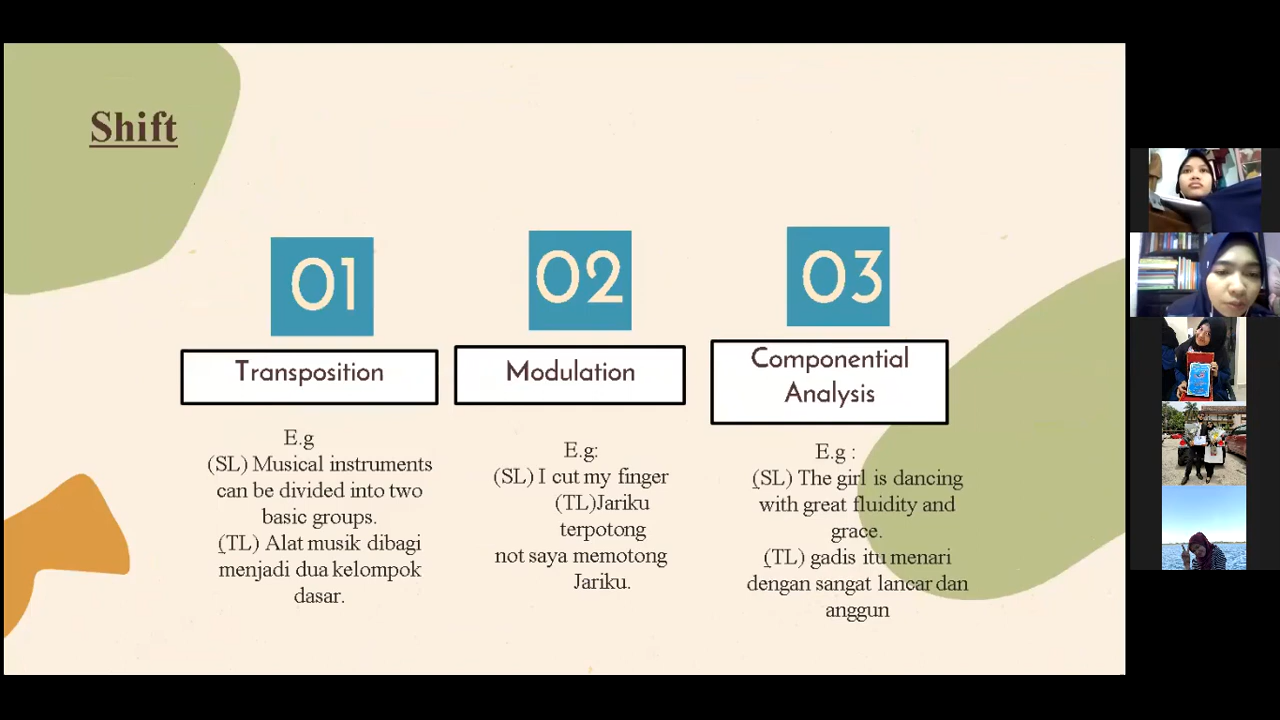 Shift
01
Transposition
E.g
(SL) Musical instruments
can be divided into two
basic groups.
(TL) Alat musik dibagi
menjadi dua kelompok
dasar.
02
Modulation
E.g:
(SL) I cut my finger
(TL)Jariku
terpotong
not saya memotong
Jariku.
03
Componential
Analysis
E.g :
(SL) The girl is dancing
with great fluidity and
grace.
(TL) gadis itu menari
dengan sangat lancar dan
anggun